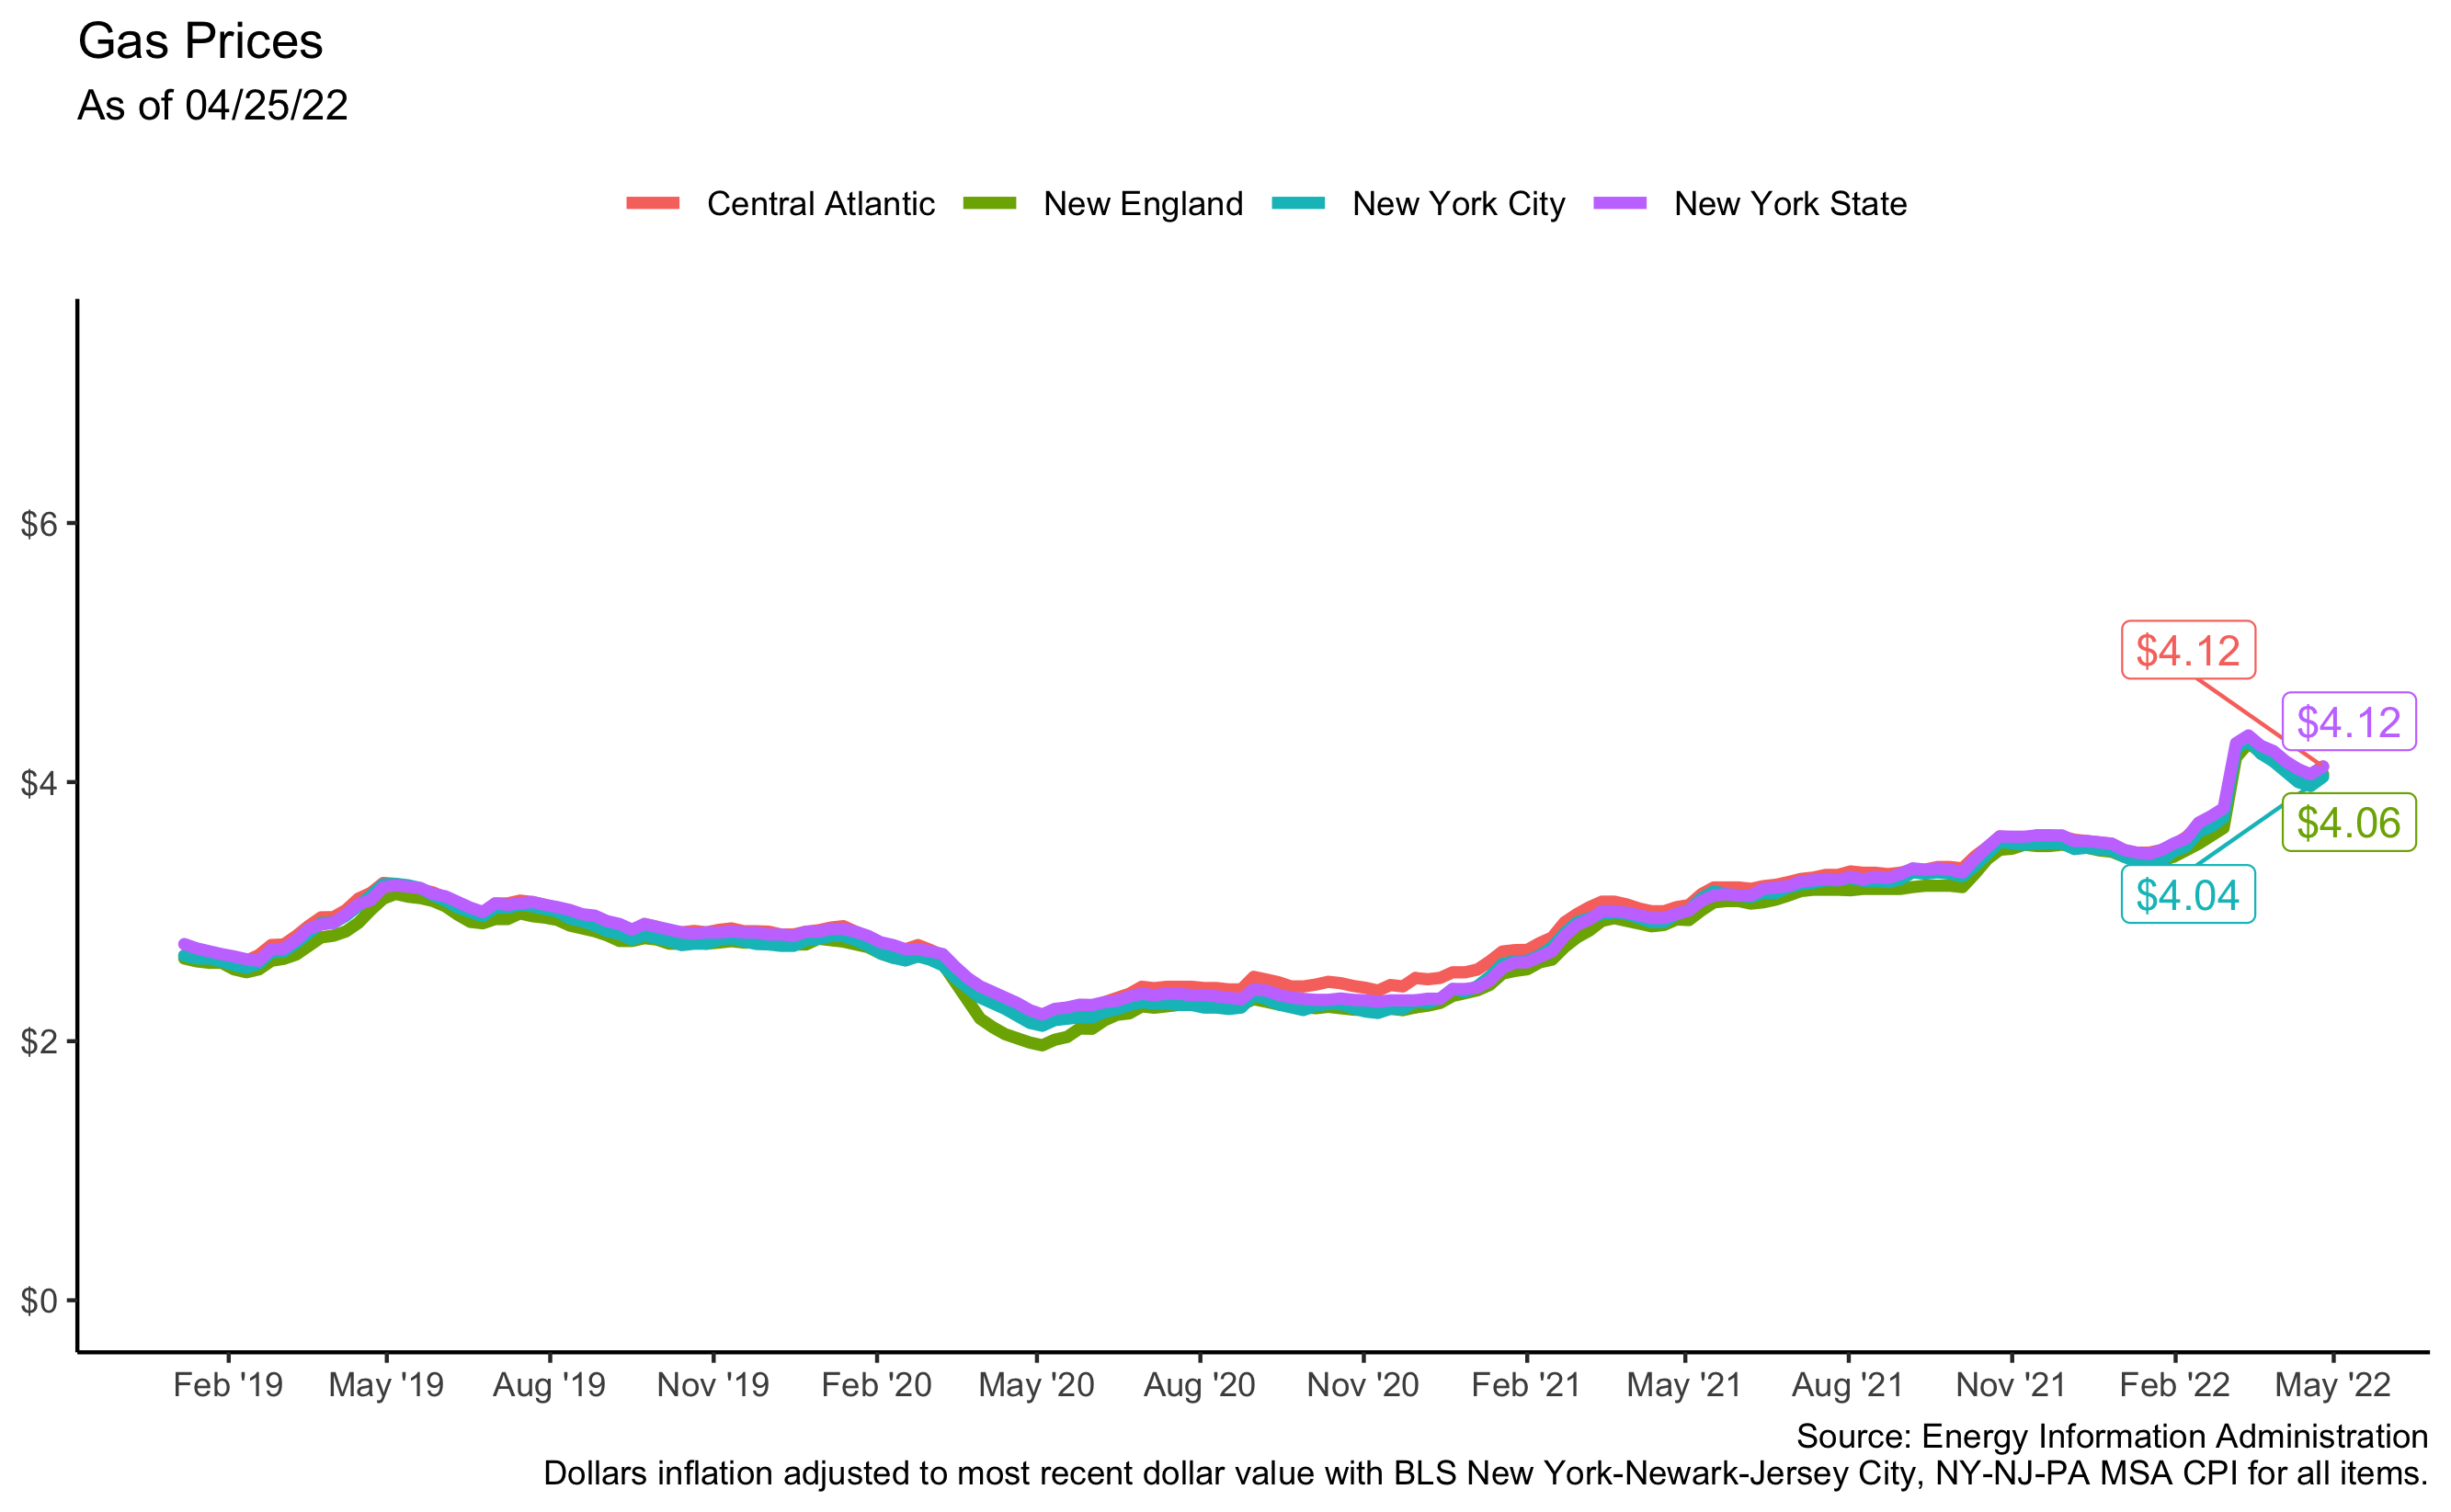 Gas Prices
As of 04/25/22
Central Atlantic New England New York City New York State
$6
$4
$2
$0
$4.12
$4.12
$4.06
$4.04
Feb '19 May '19 Aug '19 Nov '19 Feb '20 May '20 Aug '20 Nov '20 Feb '21 May '21 Aug '21 Nov '21 Feb '22 May '22
Source: Energy Information Administration
Dollars inflation adjusted to most recent dollar value with BLS New York-Newark-Jersey City, NY-NJ-PA MSA CPI for all items.